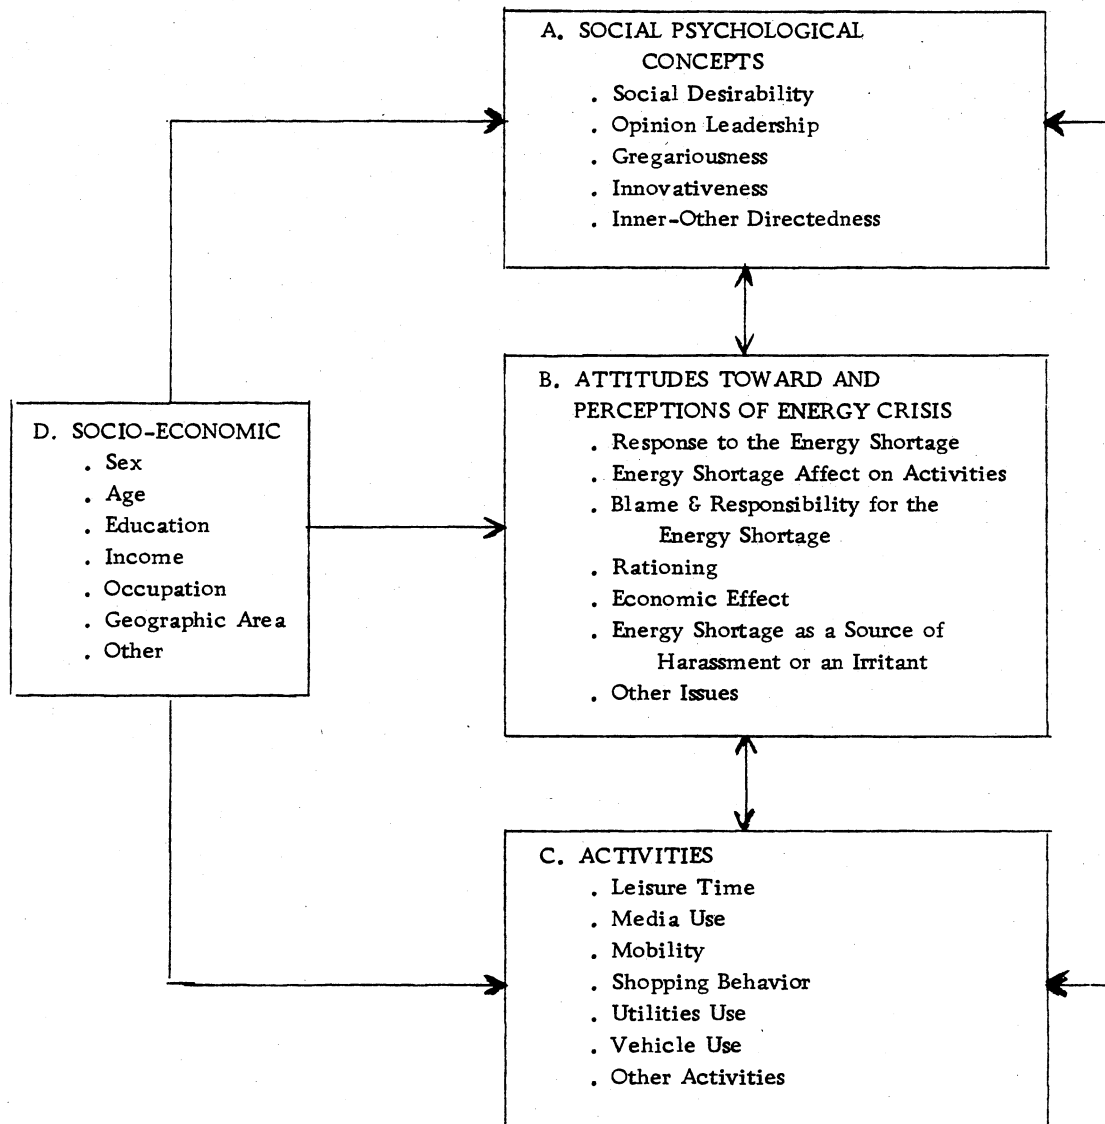 A. SOCIAL PSYCHOLOGICAL
CONCEPTS
. Social Desirability
. Opinion Leadership
. Gregariousness
. Innovativeness
. Inner-Other Directedness
B. ATTITUDES TOWARD AND
PERCEPTIONS OF ENERGY CRISIS
. Response to the Energy Shortage
. Energy Shortage Affect on Activities
. Blame & Responsibility for the
Energy Shortage
. Rationing
. Economic Effect
. Energy Shortage as a Source of
Harassment or an Irritant
. Other Issues
D. SOCIO-ECONOMIC
. Sex
. Age
. Education
. Income
. Occupation
. Geographic Area
. Other
C. ACTIVITIES
. Leisure Time
. Media Use
. Mobility
. Shopping Behavior
. Utilities Use
. Vehicle Use
. Other Activities